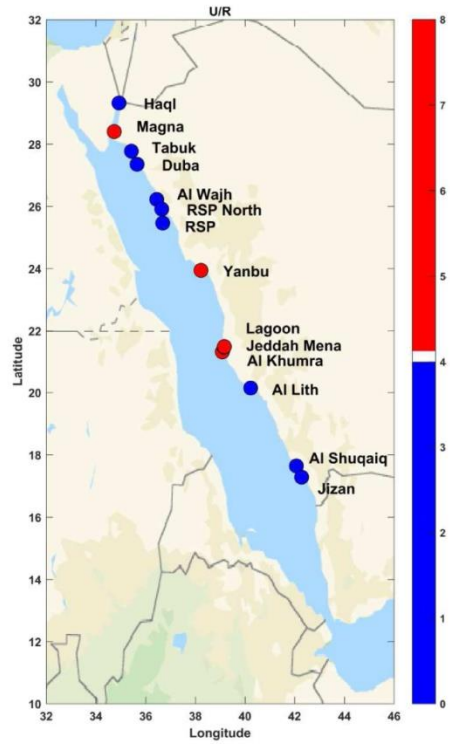 U/R
32
30
28
26
24
22
20
18
16
14
12
10
Latitude
Haql
Magna
Tabuk
Duba
Al Wajh
RSP North
RSP
Yanbu
Lagoon
Jeddah Mena
Al Khumra
Al Lith
Al Shuqaiq
Jizan
32 34 36 38 40 42 44 46
Longitude
8
7
6
5
4
3
2
1
0